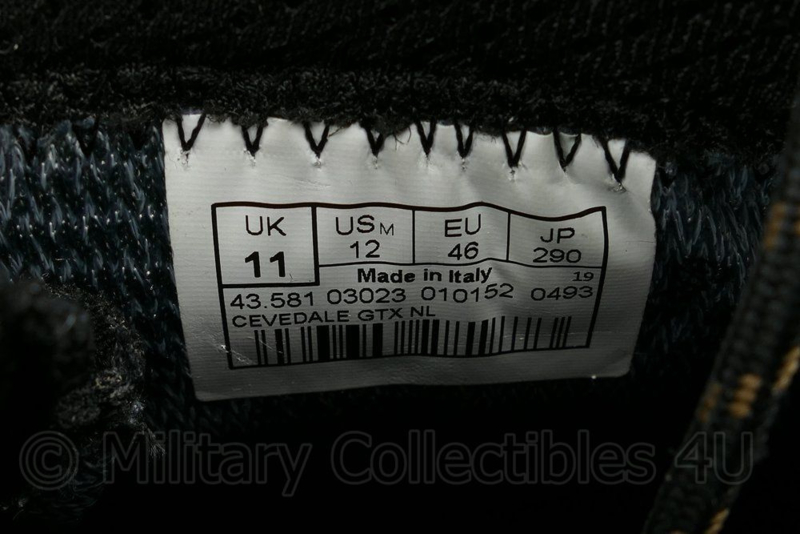 UK USM EU JP
11 12 46 290
Made in Italy 19
43.581 03023 010152 0493
CEVEDALE GTX NL
© Military Collectibles 4U